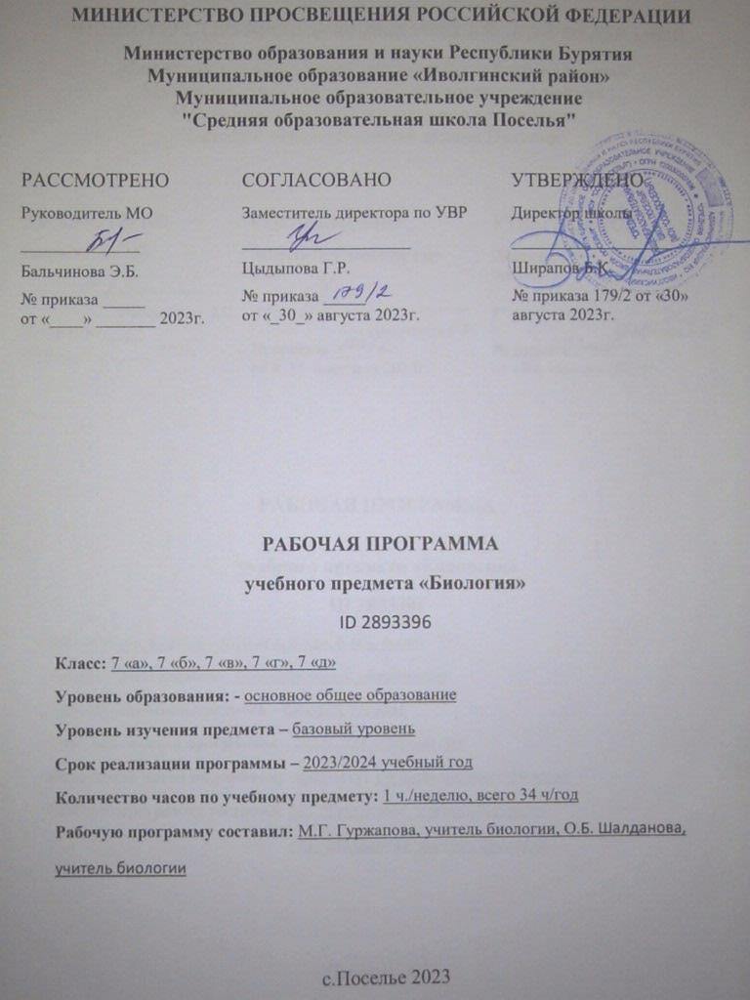 МИНИСТЕРСТВО ПРОСВЕЩЕНИЯ РОССИЙСКОЙ ФЕДЕРАЦИИ
Министерство образования и науки Республики Бурятия
Муниципальное образование «Иволгинский район»
Муниципальное образовательное учреждение
"Средняя образовательная школа Поселья"
РАССМОТРЕНО
Руководитель МО
Бальчинова Э.Б.
№ приказа _____
от «____» _______ 2023г.
СОГЛАСОВАНО
Заместитель директора по УВР
Цыдыпова Г.Р.
№ приказа 179/2
от «_30_» августа 2023г.
УТВЕРЖДЕНО
Директор школы
Ширапов Б.К.
№ приказа 179/2 от «30»
августа 2023г.
РАБОЧАЯ ПРОГРАММА
учебного предмета «Биология»
ID 2893396
Класс: 7 «а», 7 «б», 7 «в», 7 «г», 7 «д»
Уровень образования: - основное общее образование
Уровень изучения предмета – базовый уровень
Срок реализации программы – 2023/2024 учебный год
Количество часов по учебному предмету: 1 ч./неделю, всего 34 ч/год
Рабочую программу составил: М.Г. Гуржапова, учитель биологии, О.Б. Шалданова,
учитель биологии
с.Поселье 2023